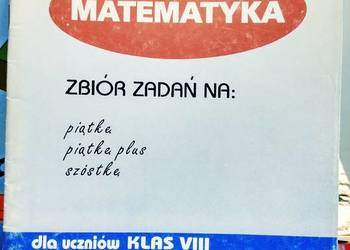 MATEMATYKA
ZBIÓR ZADAŃ NA:
piątkę
piątkę plus
szóstkę
dla uczniów KLAS VIII